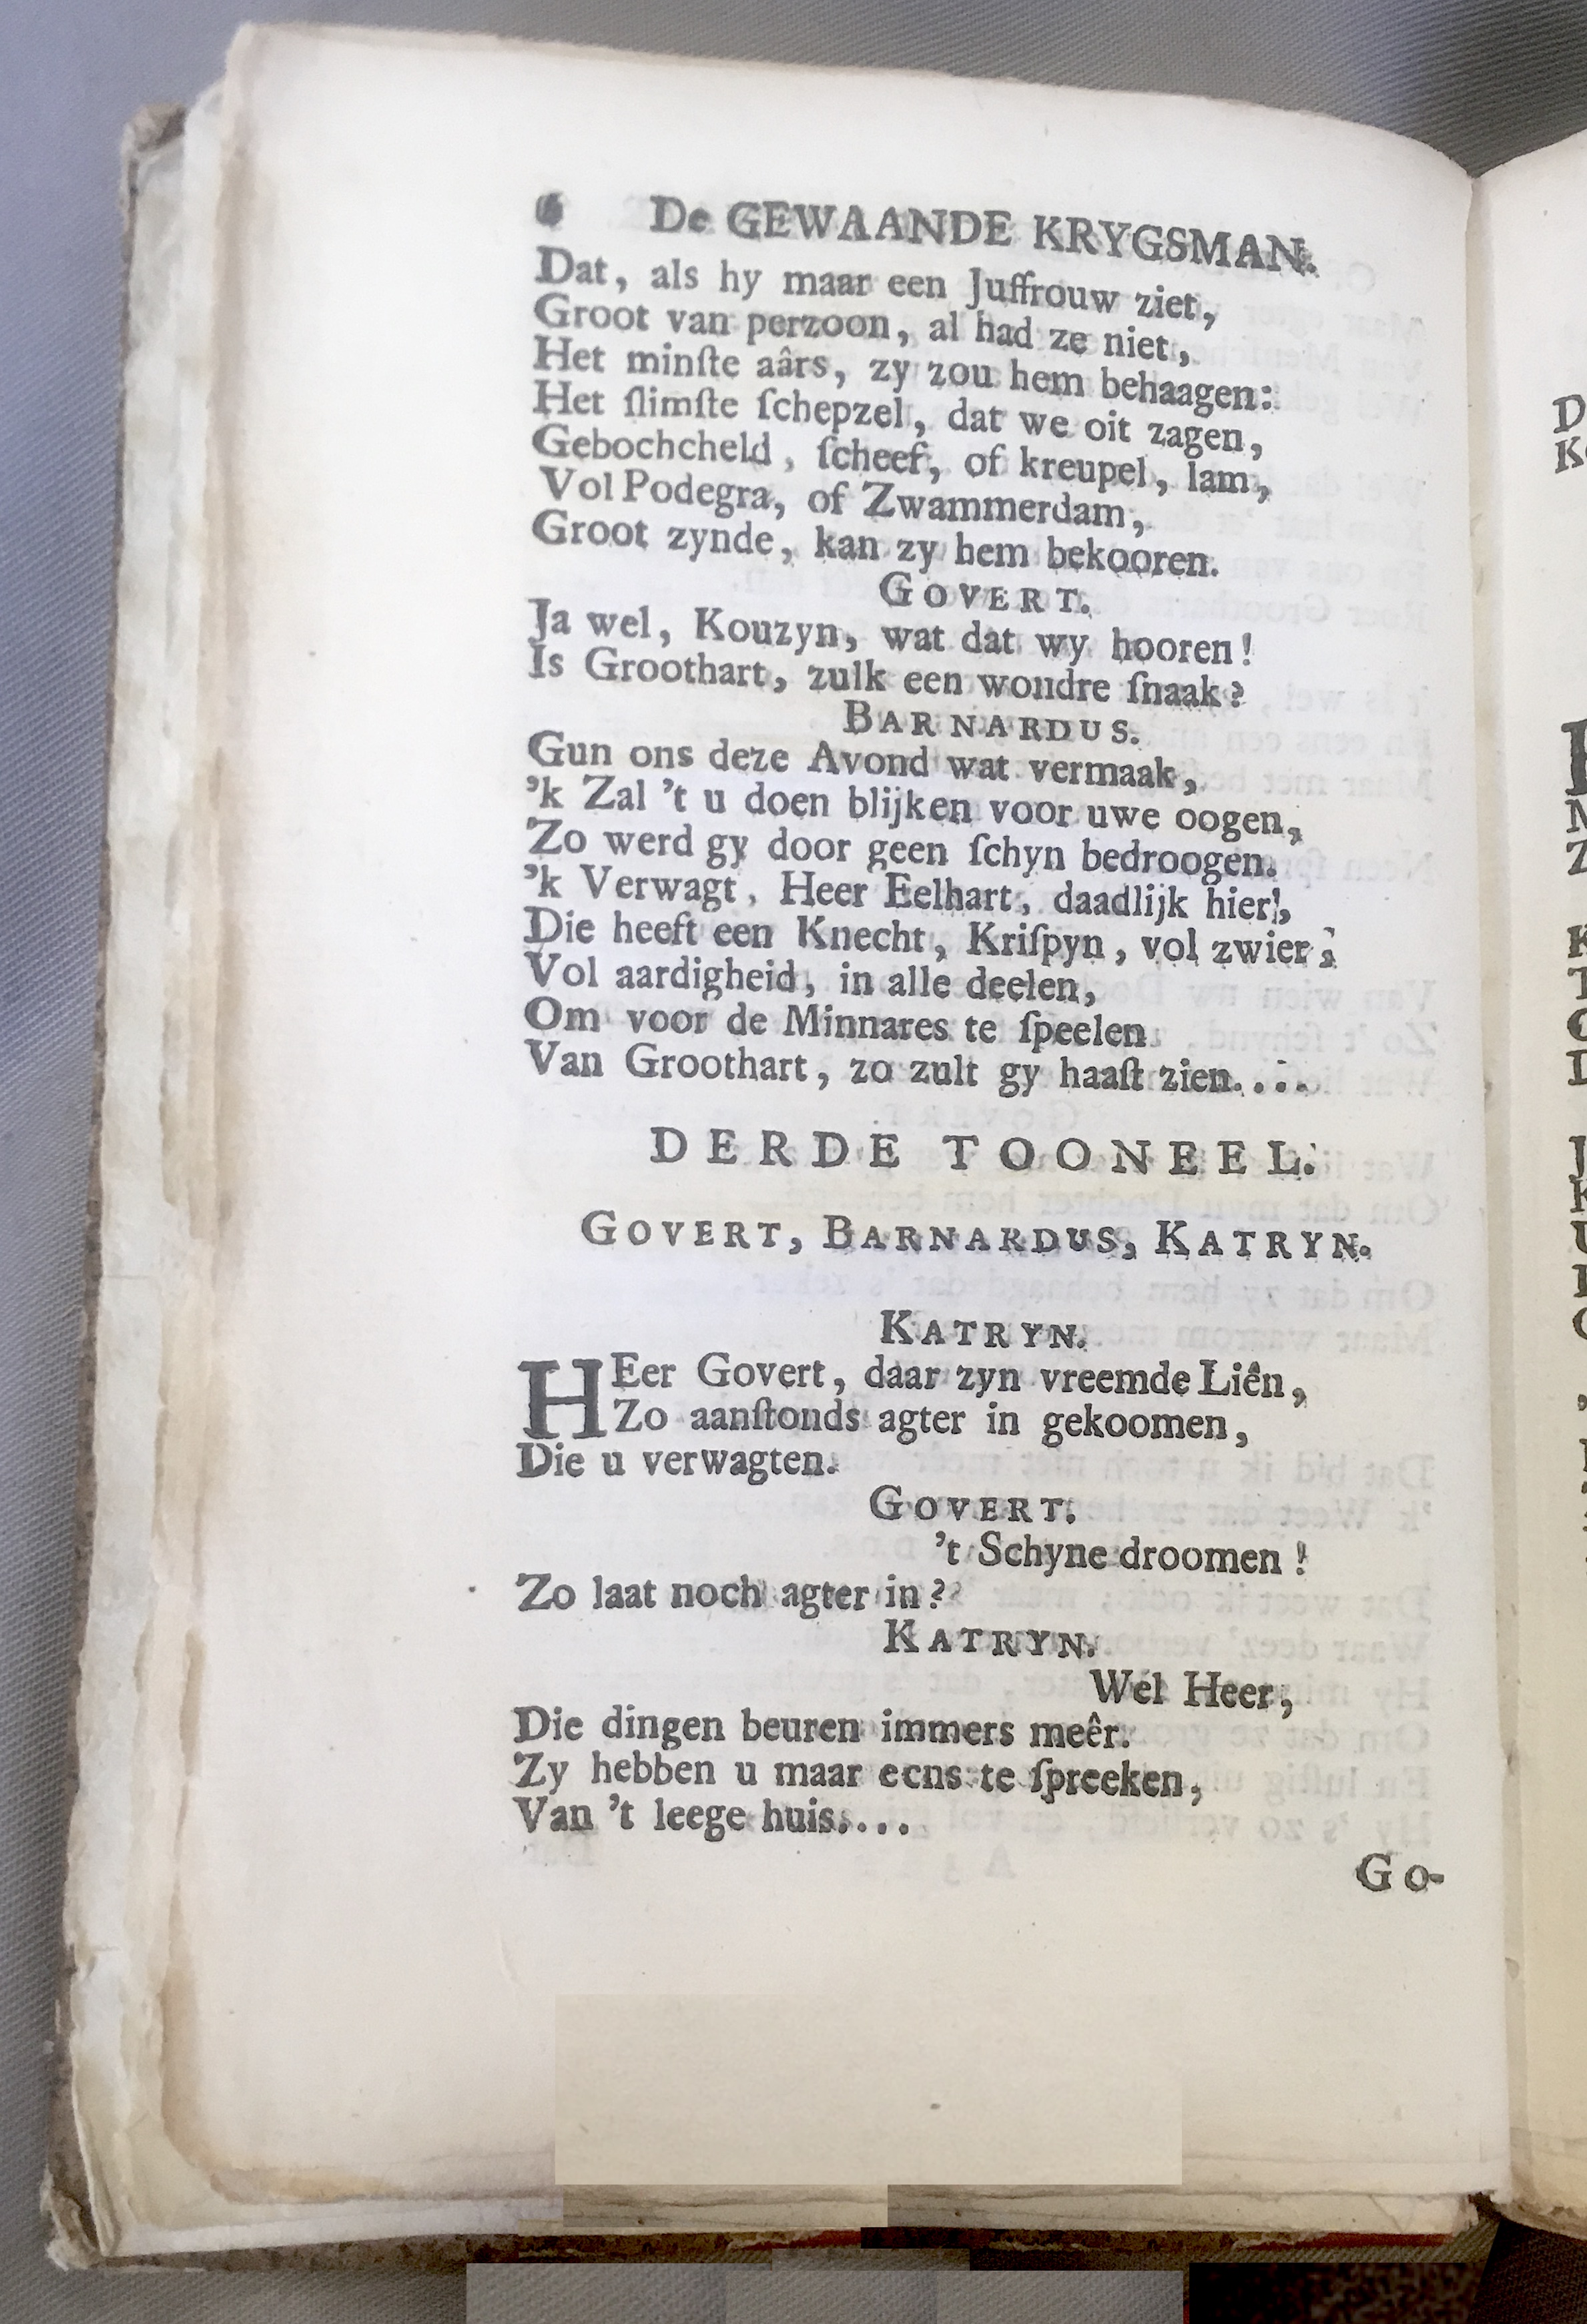 6 De GEWAANDE KRYGSMAN.
Dat, als hy maar een Juffrouw ziet,
Groot van perzoon, al had ze niet,
Het minſte aârs, zy zou hem behaagen:
Het ſlimſte ſchepzel, dat we oit zagen,
Gebochcheld, ſcheef, of kreupel, lam,
Vol Podegra, of Zwammerdam,
Groot zynde, kan zy hem bekooren.
GOVERT.
Ja wel, Kouzyn, wat dat wy hooren!
Is Groothart, zulk een wondre ſnaak?
BARNARDUS.
Gun ons deze Avond wat vermaak,
'k Zal 't u doen blijken voor uwe oogen,
Zo werd gy door geen ſchyn bedroogen.
'k Verwagt, Heer Eelhart, daadlijk hier,
Die heeft een Knecht, Kriſpyn, vol zwier,
Vol aardigheid, in alle deelen,
Om voor de Minnares te ſpeelen
Van Groothart, zo zult gy haaſt zien....
DERDE TOONEEL.
GOVERT, BARNARDUS, KATRYN.
KATRYN.
HEer Govert, daar zyn vreemde Liên,
Zo aanſtonds agter in gekoomen,
Die u verwagten.
GOVERT.
't Schyne droomen!
Zo laat noch agter in?
KATRYN.
Wel Heer,
Die dingen beuren immers meêr.
Zy hebben u maar eens te ſpreeken,
Van 't leege huis....
Go-